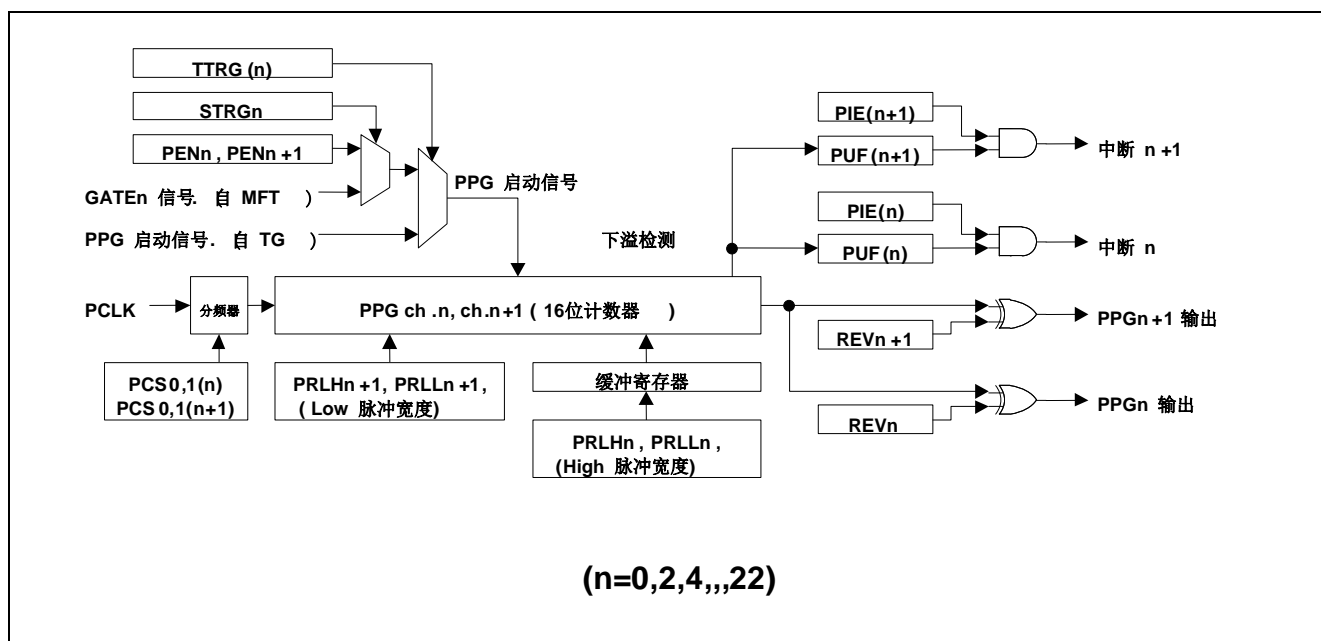 TTRG (n)
STRGn
PENn , PENn +1
GATEn 信号. (自 MFT )
PPG 启动信号. (自 TG )
PPG 启动信号
PCLK
分频器
PPG ch .n, ch.n+1 ( 16位计数器 )
下溢检测
PCS 0,1(n)
PCS 0,1(n+1)
PRLHn +1, PRLLn +1,
( Low 脉冲宽度)
缓冲寄存器
PRLHn , PRLLn ,
(High 脉冲宽度)
PIE(n+1)
PUF (n+1)
中断 n +1
PIE(n)
PUF (n)
中断 n
REVn +1
PPGn +1 输出
REVn
PPGn 输出
(n=0,2,4,,,22)